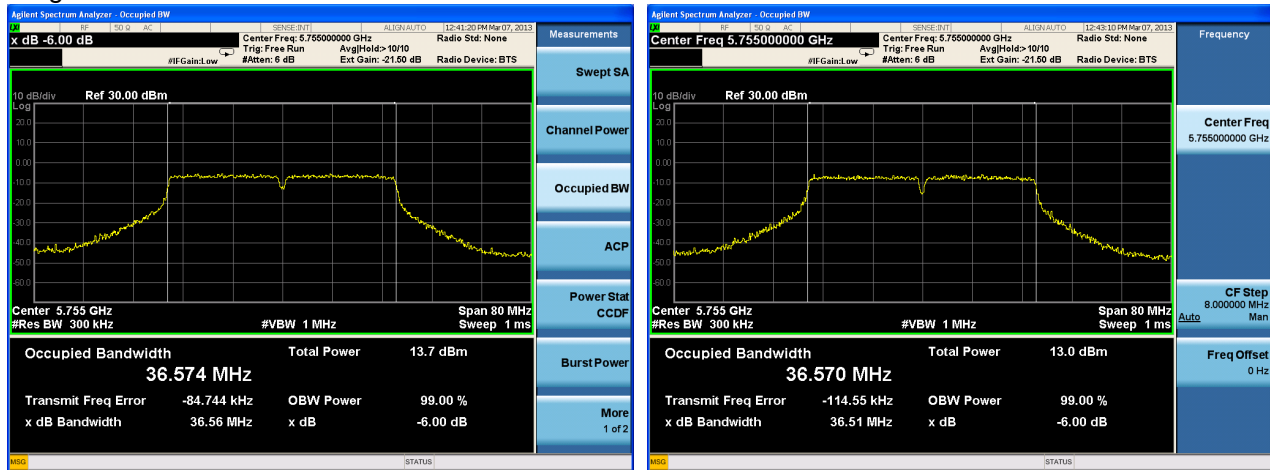 Agilent Spectrum Analyzer - Occupied BW
RF 50 Ω AC SENSE:INT ALIGNAUTO 12:41:20 PM Mar 07, 2013
x dB -6.00 dB
Center Freq: 5.755000000 GHz Radio Std: None
Trig: Free Run Avg|Hold:>10/10
#IFGain:Low #Atten: 6 dB Ext Gain: -21.50 dB Radio Device: BTS
10 dB/div Ref 30.00 dBm
Log
20.0
10.0
0.00
-10.0
-20.0
-30.0
-40.0
-50.0
-60.0
Center 5.755 GHz Span 80 MHz
#Res BW 300 kHz #VBW 1 MHz Sweep 1 ms
Occupied Bandwidth Total Power 13.7 dBm
36.574 MHz
Transmit Freq Error -84.744 kHz OBW Power 99.00 %
x dB Bandwidth 36.56 MHz x dB -6.00 dB
MSG STATUS
Measurements
Swept SA
Channel Power
Occupied BW
ACP
Power Stat
CCDF
Burst Power
More
1 of 2
Agilent Spectrum Analyzer - Occupied BW
RF 50 Ω AC SENSE:INT ALIGNAUTO 12:43:10 PM Mar 07, 2013
Center Freq 5.755000000 GHz
Center Freq: 5.755000000 GHz Radio Std: None
Trig: Free Run Avg|Hold:>10/10
#IFGain:Low #Atten: 6 dB Ext Gain: -21.50 dB Radio Device: BTS
10 dB/div Ref 30.00 dBm
Log
20.0
10.0
0.00
-10.0
-20.0
-30.0
-40.0
-50.0
-60.0
Center 5.755 GHz Span 80 MHz
#Res BW 300 kHz #VBW 1 MHz Sweep 1 ms
Occupied Bandwidth Total Power 13.0 dBm
36.570 MHz
Transmit Freq Error -114.55 kHz OBW Power 99.00 %
x dB Bandwidth 36.51 MHz x dB -6.00 dB
MSG STATUS
Frequency
Center Freq
5.755000000 GHz
CF Step
8.000000 MHz
Auto Man
Freq Offset
0 Hz